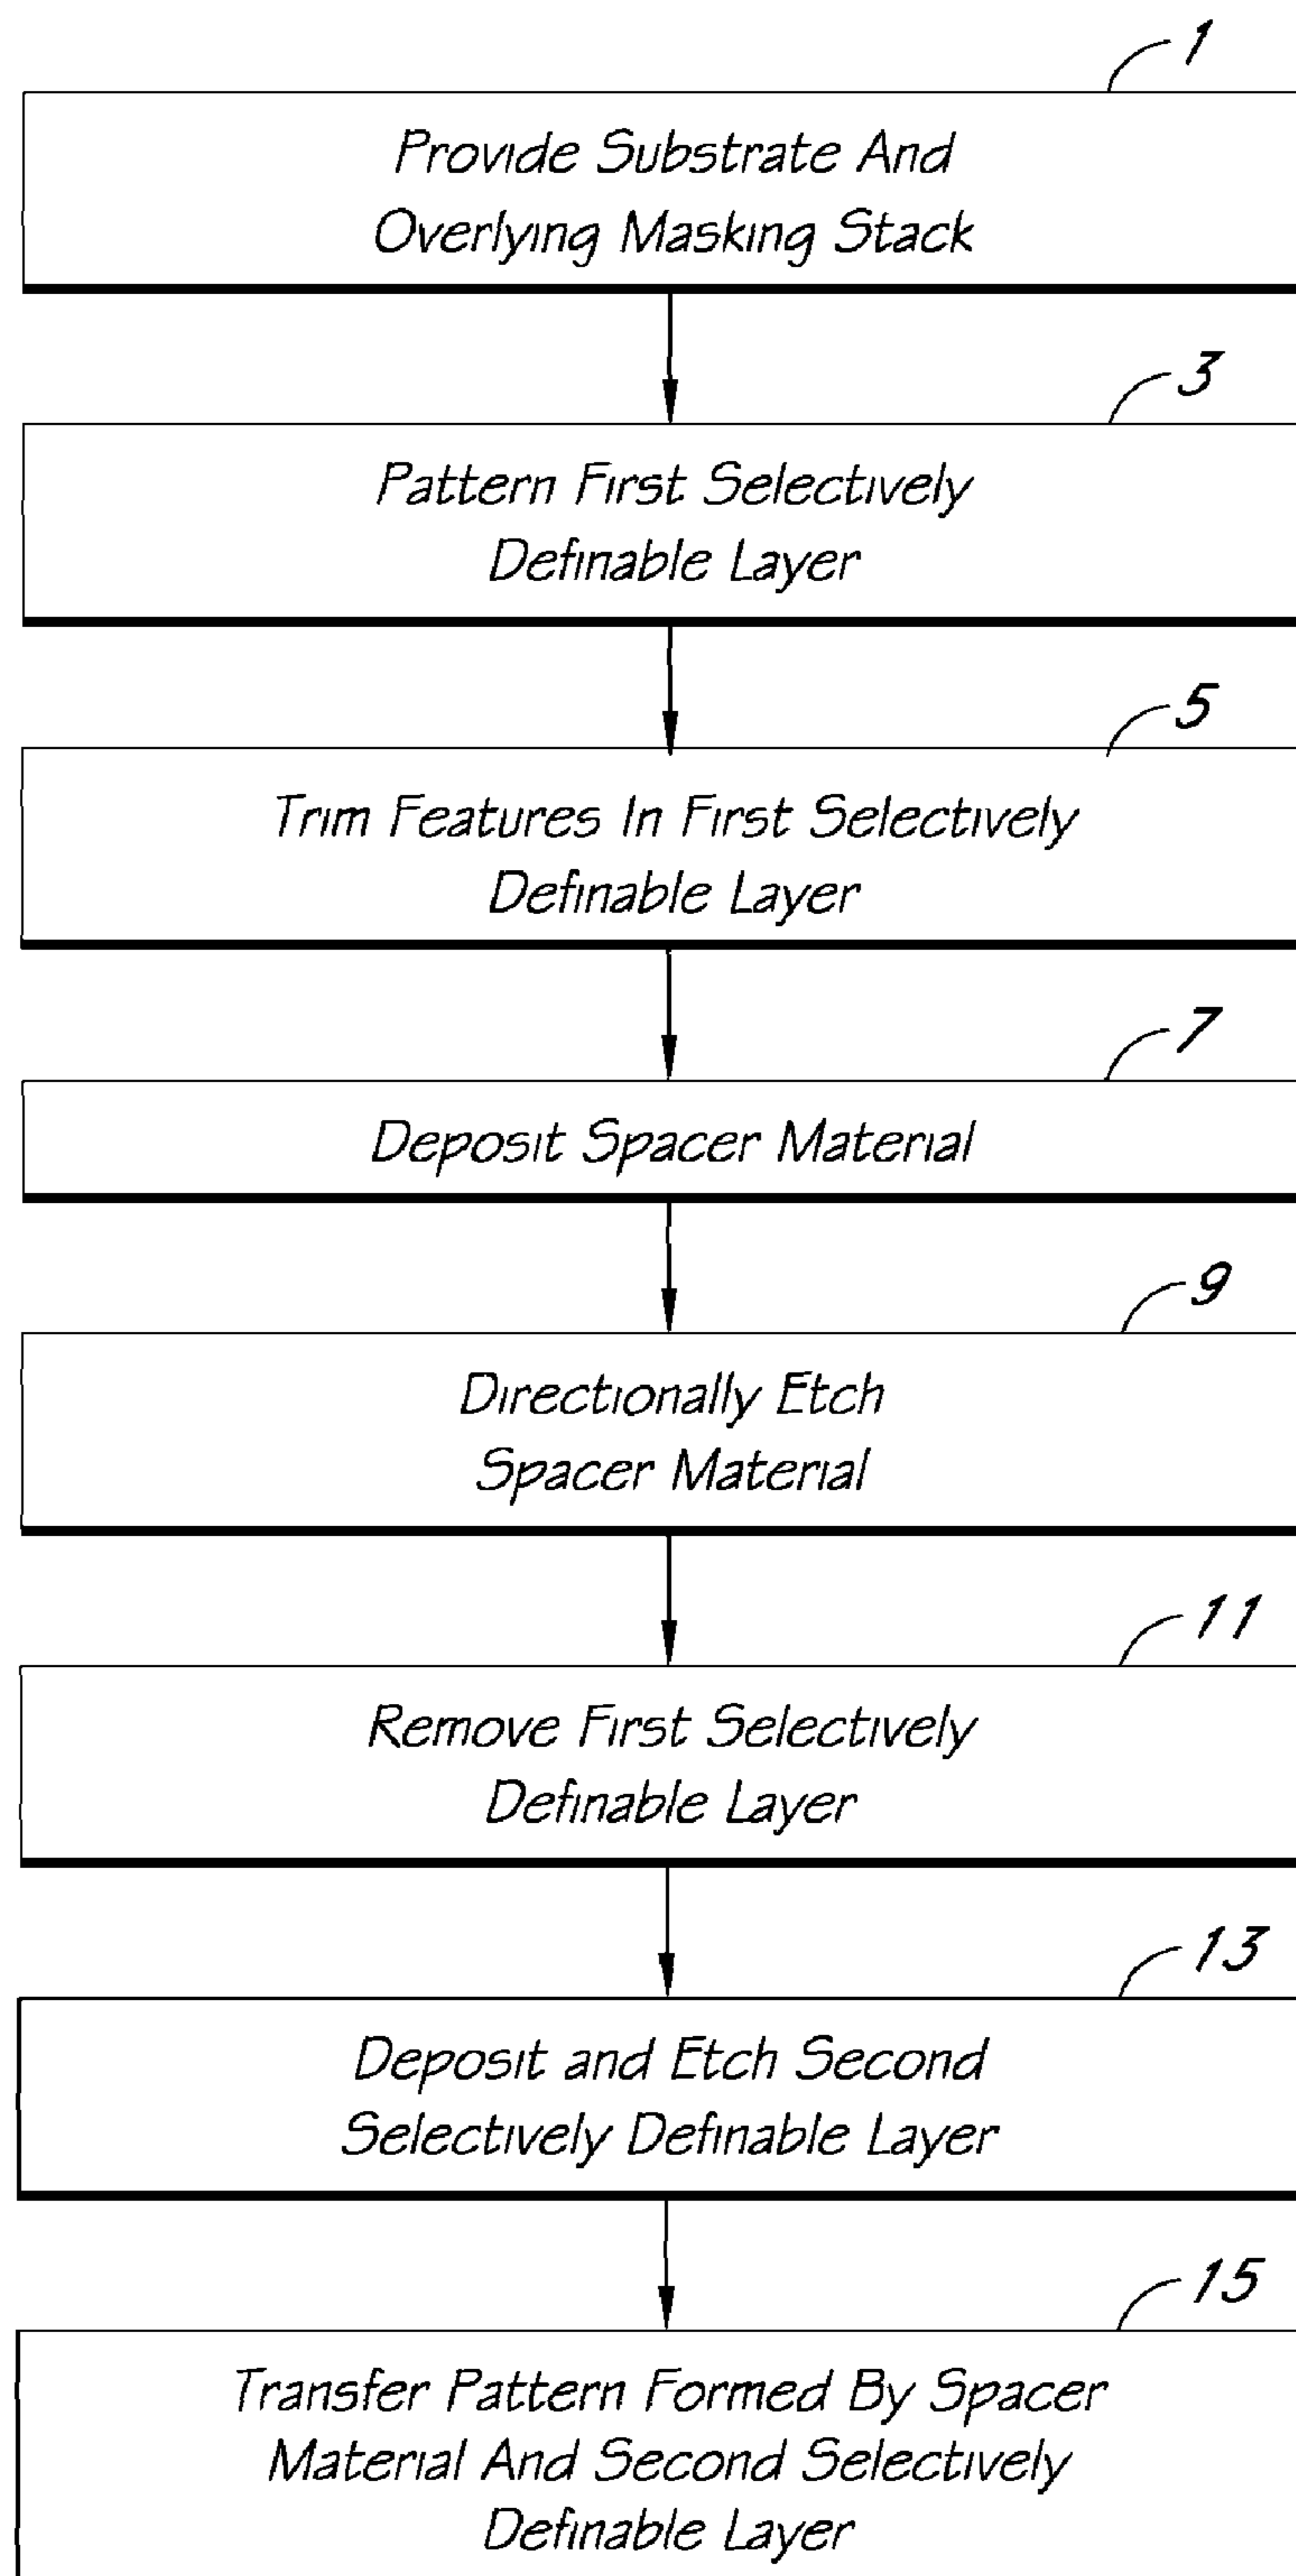 1
Provide Substrate And
Overlying Masking Stack
3
Pattern First Selectively
Definable Layer
5
Trim Features In First Selectively
Definable Layer
7
Deposit Spacer Material
9
Directionally Etch
Spacer Material
11
Remove First Selectively
Definable Layer
13
Deposit and Etch Second
Selectively Definable Layer
15
Transfer Pattern Formed By Spacer
Material And Second Selectively
Definable Layer